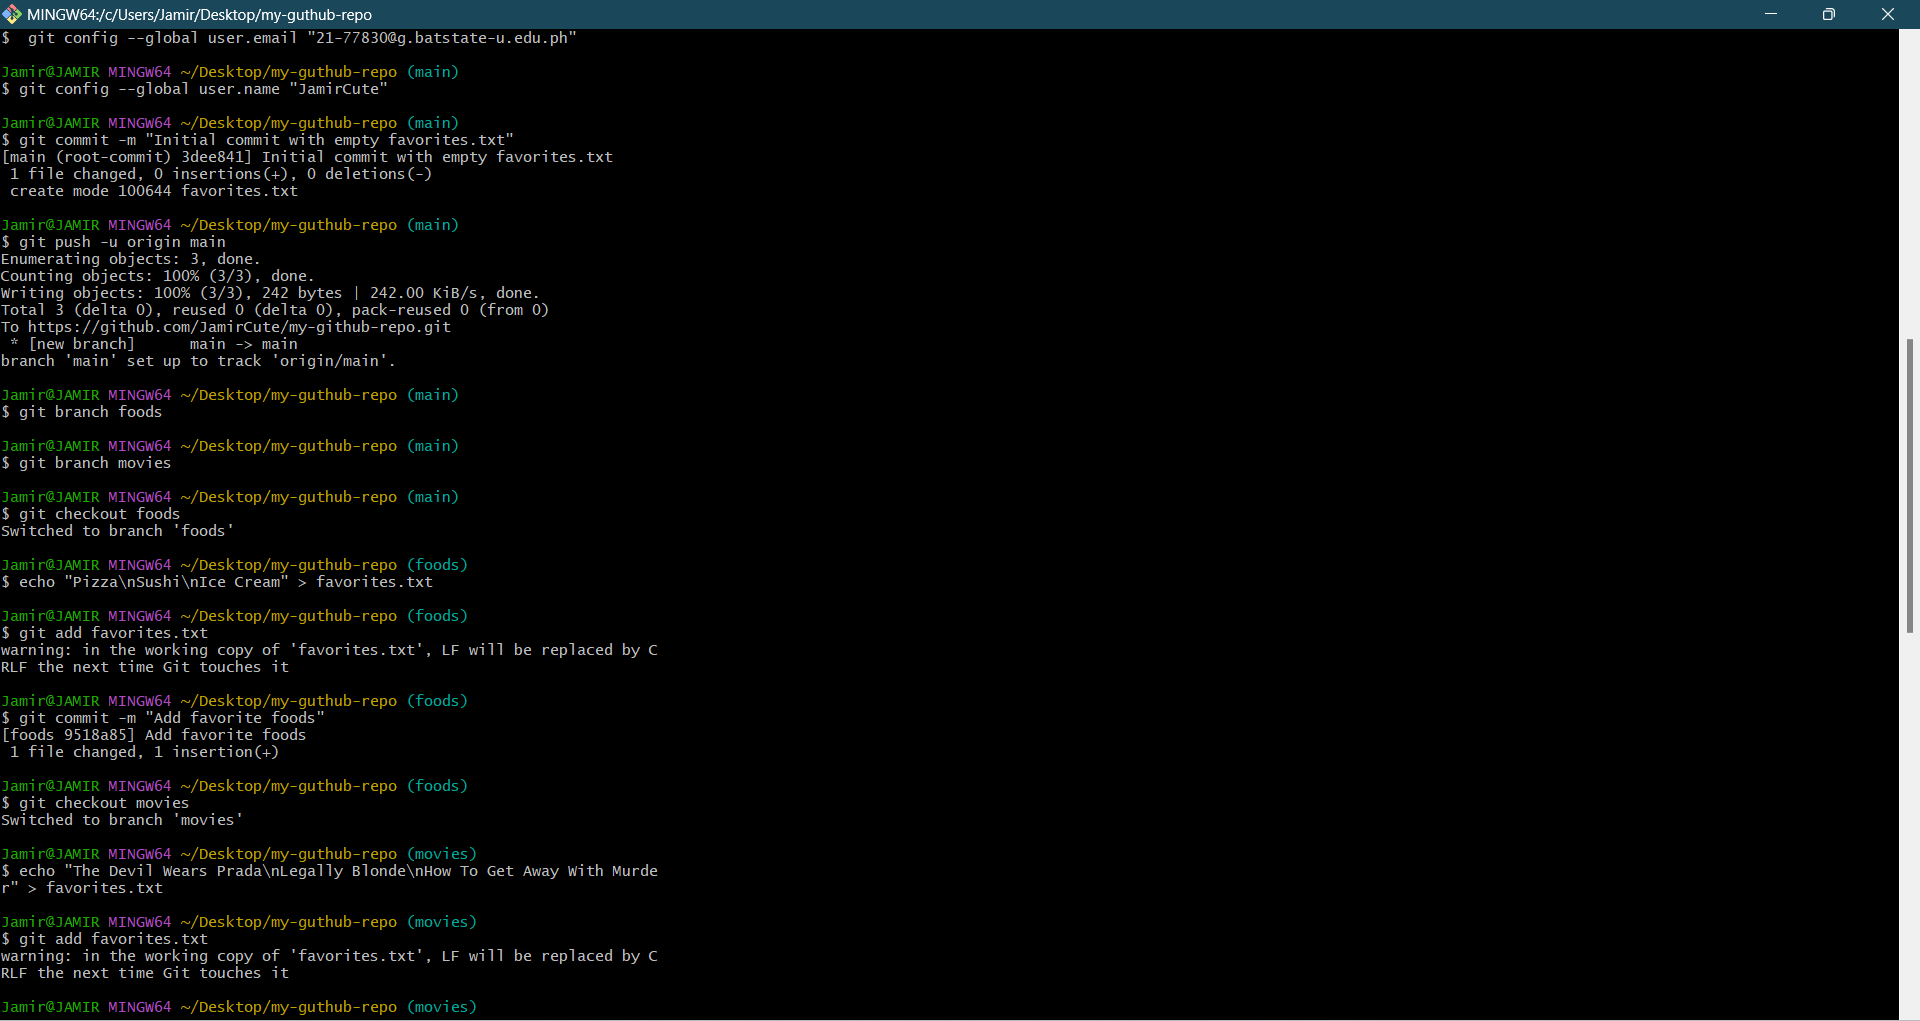 MINGW64:/c/Users/Jamir/Desktop/my-guthub-repo
$  git config --global user.email "21-77830@g.batstate-u.edu.ph"
Jamir@JAMIR MINGW64 ~/Desktop/my-guthub-repo (main)
$ git config --global user.name "JamirCute"
Jamir@JAMIR MINGW64 ~/Desktop/my-guthub-repo (main)
$ git commit -m "Initial commit with empty favorites.txt"
[main (root-commit) 3dee841] Initial commit with empty favorites.txt
 1 file changed, 0 insertions(+), 0 deletions(-)
 create mode 100644 favorites.txt
Jamir@JAMIR MINGW64 ~/Desktop/my-guthub-repo (main)
$ git push -u origin main
Enumerating objects: 3, done.
Counting objects: 100% (3/3), done.
Writing objects: 100% (3/3), 242 bytes | 242.00 KiB/s, done.
Total 3 (delta 0), reused 0 (delta 0), pack-reused 0 (from 0)
To https://github.com/JamirCute/my-github-repo.git
 * [new branch]      main -> main
branch 'main' set up to track 'origin/main'.
Jamir@JAMIR MINGW64 ~/Desktop/my-guthub-repo (main)
$ git branch foods
Jamir@JAMIR MINGW64 ~/Desktop/my-guthub-repo (main)
$ git branch movies
Jamir@JAMIR MINGW64 ~/Desktop/my-guthub-repo (main)
$ git checkout foods
Switched to branch 'foods'
Jamir@JAMIR MINGW64 ~/Desktop/my-guthub-repo (foods)
$ echo "Pizza\nSushi\nIce Cream" > favorites.txt
Jamir@JAMIR MINGW64 ~/Desktop/my-guthub-repo (foods)
$ git add favorites.txt
warning: in the working copy of 'favorites.txt', LF will be replaced by C
RLF the next time Git touches it
Jamir@JAMIR MINGW64 ~/Desktop/my-guthub-repo (foods)
$ git commit -m "Add favorite foods"
[foods 9518a85] Add favorite foods
 1 file changed, 1 insertion(+)
Jamir@JAMIR MINGW64 ~/Desktop/my-guthub-repo (foods)
$ git checkout movies
Switched to branch 'movies'
Jamir@JAMIR MINGW64 ~/Desktop/my-guthub-repo (movies)
$ echo "The Devil Wears Prada\nLegally Blonde\nHow To Get Away With Murde
r" > favorites.txt
Jamir@JAMIR MINGW64 ~/Desktop/my-guthub-repo (movies)
$ git add favorites.txt
warning: in the working copy of 'favorites.txt', LF will be replaced by C
RLF the next time Git touches it
Jamir@JAMIR MINGW64 ~/Desktop/my-guthub-repo (movies)